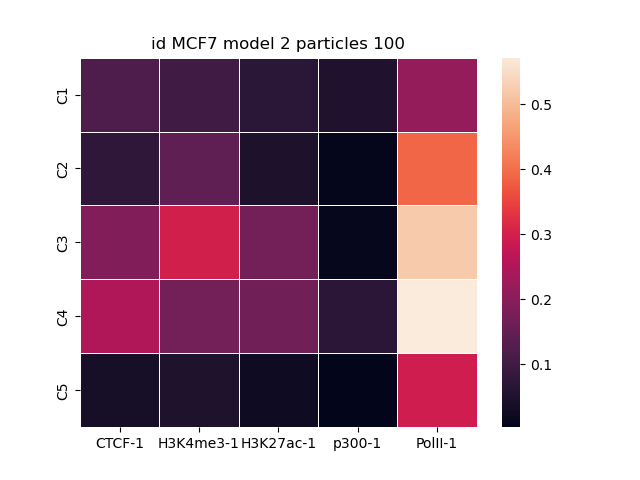 id MCF7 model 2 particles 100
C1
C2
C3
C4
C5
CTCF-1 H3K4me3-1 H3K27ac-1 p300-1 PolII-1
0.5
0.4
0.3
0.2
0.1